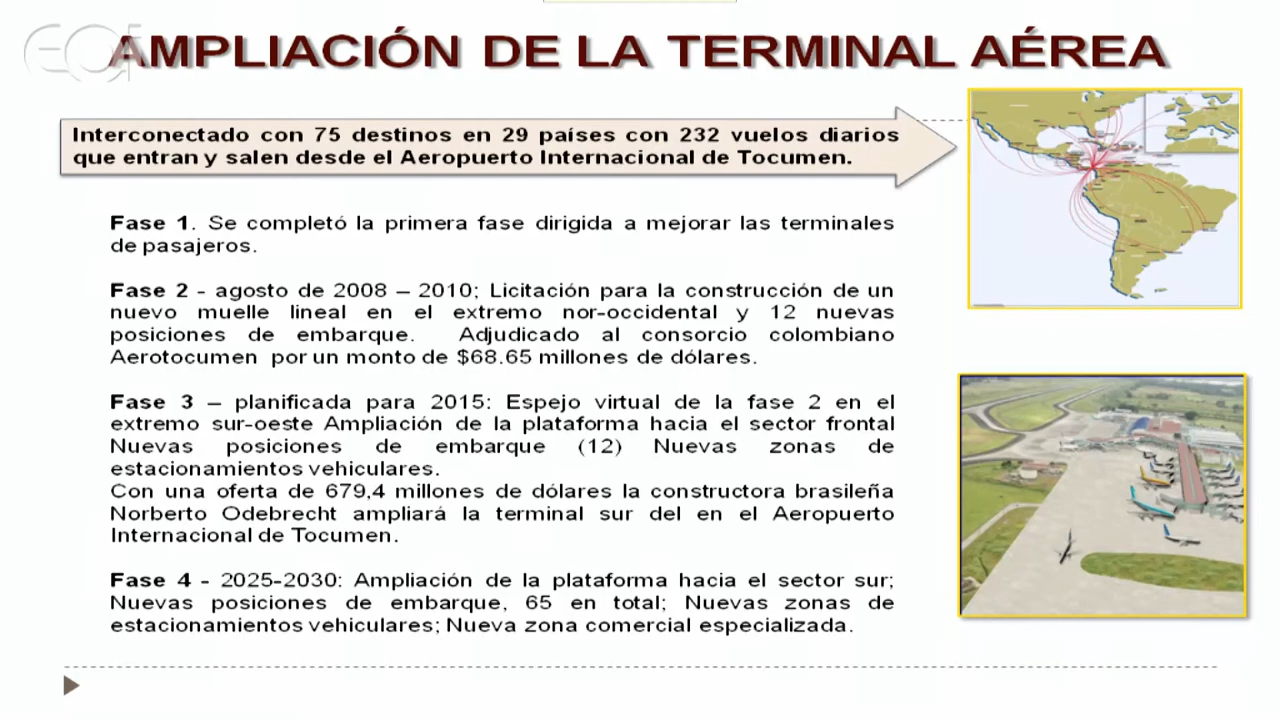 EGF
AMPLIACIÓN DE LA TERMINAL AÉREA
Interconectado con 75 destinos en 29 países con 232 vuelos diarios
que entran y salen desde el Aeropuerto Internacional de Tocumen.
Fase 1. Se completó la primera fase dirigida a mejorar las terminales
de pasajeros.
Fase 2 - agosto de 2008 – 2010; Licitación para la construcción de un
nuevo muelle lineal en el extremo nor-occidental y 12 nuevas
posiciones de embarque. Adjudicado al consorcio colombiano
Aerotocumen por un monto de $68.65 millones de dólares.
Fase 3 – planificada para 2015: Espejo virtual de la fase 2 en el
extremo sur-oeste Ampliación de la plataforma hacia el sector frontal
Nuevas posiciones de embarque (12) Nuevas zonas de
estacionamientos vehiculares.
Con una oferta de 679,4 millones de dólares la constructora brasileña
Norberto Odebrecht ampliará la terminal sur del en el Aeropuerto
Internacional de Tocumen.
Fase 4 - 2025-2030: Ampliación de la plataforma hacia el sector sur;
Nuevas posiciones de embarque, 65 en total; Nuevas zonas de
estacionamientos vehiculares; Nueva zona comercial especializada.